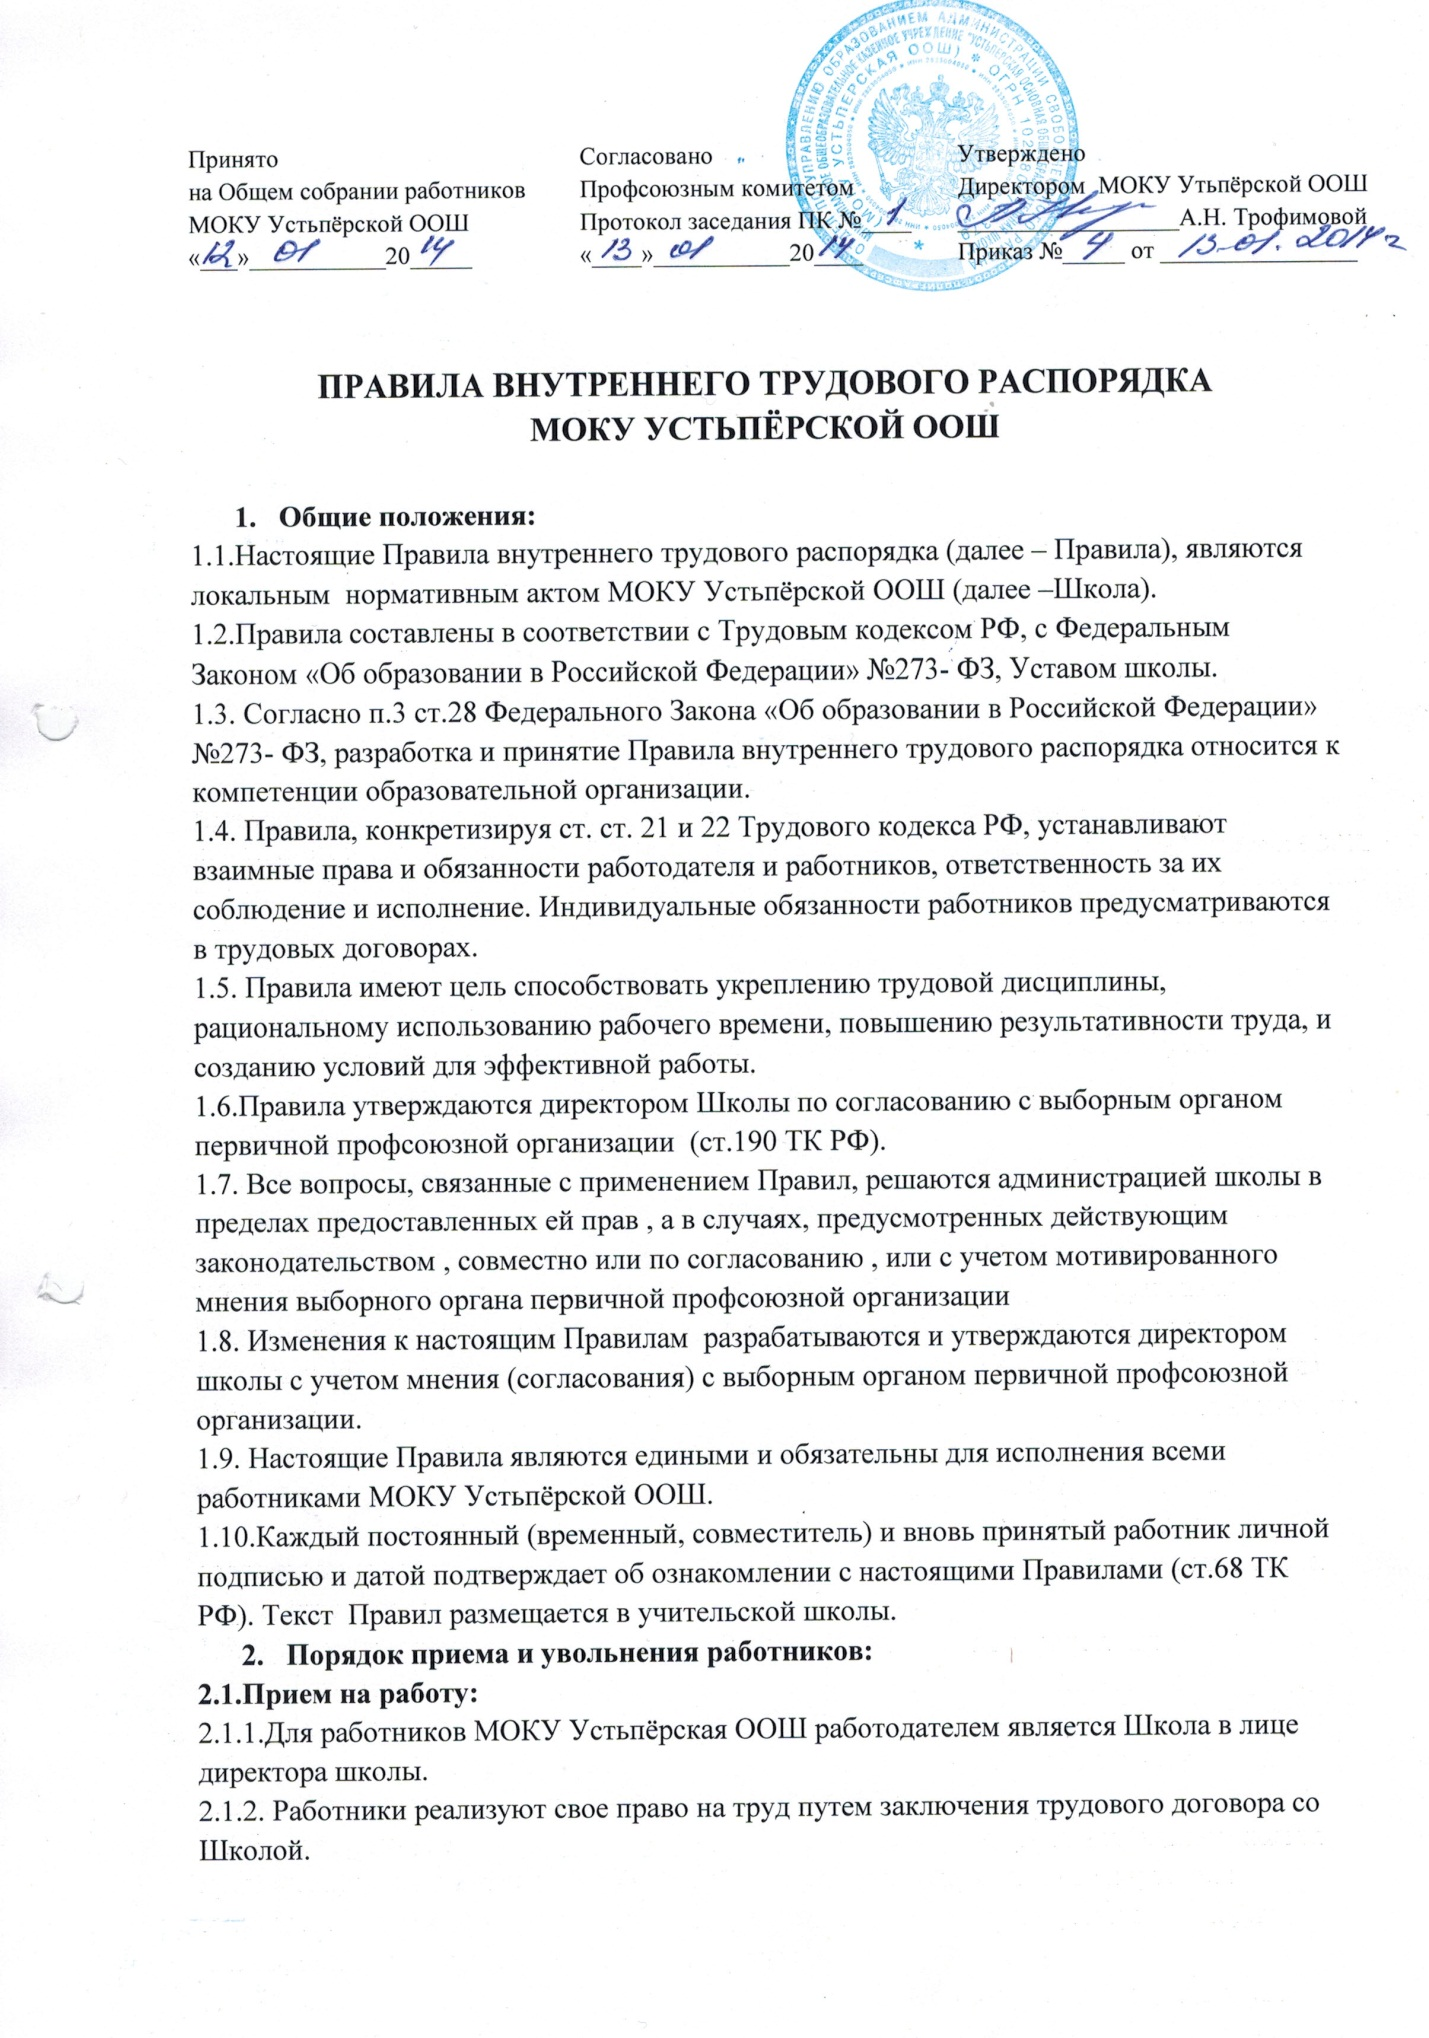 Принято
на Общем собрании работников
МОКУ Устьпёрской ООШ
«12» 01 2014
Согласовано
Профсоюзным комитетом
Протокол заседания ПК № 1
«13» 01 2014
Утверждено
Директором МОКУ Утьпёрской ООШ
А.Н. Трофимовой
Приказ № 4 от 13.01.2014 г
ПРАВИЛА ВНУТРЕННЕГО ТРУДОВОГО РАСПОРЯДКА
МОКУ УСТЬПЁРСКОЙ ООШ
1. Общие положения:
1.1.Настоящие Правила внутреннего трудового распорядка (далее – Правила), являются
локальным нормативным актом МОКУ Устьпёрской ООШ (далее –Школа).
1.2.Правила составлены в соответствии с Трудовым кодексом РФ, с Федеральным
Законом «Об образовании в Российской Федерации» №273- ФЗ, Уставом школы.
1.3. Согласно п.3 ст.28 Федерального Закона «Об образовании в Российской Федерации»
№273- ФЗ, разработка и принятие Правила внутреннего трудового распорядка относится к
компетенции образовательной организации.
1.4. Правила, конкретизируя ст. ст. 21 и 22 Трудового кодекса РФ, устанавливают
взаимные права и обязанности работодателя и работников, ответственность за их
соблюдение и исполнение. Индивидуальные обязанности работников предусматриваются
в трудовых договорах.
1.5. Правила имеют цель способствовать укреплению трудовой дисциплины,
рациональному использованию рабочего времени, повышению результативности труда, и
созданию условий для эффективной работы.
1.6.Правила утверждаются директором Школы по согласованию с выборным органом
первичной профсоюзной организации (ст.190 ТК РФ).
1.7. Все вопросы, связанные с применением Правил, решаются администрацией школы в
пределах предоставленных ей прав , а в случаях, предусмотренных действующим
законодательством , совместно или по согласованию , или с учетом мотивированного
мнения выборного органа первичной профсоюзной организации
1.8. Изменения к настоящим Правилам разрабатываются и утверждаются директором
школы с учетом мнения (согласования) с выборным органом первичной профсоюзной
организации.
1.9. Настоящие Правила являются едиными и обязательны для исполнения всеми
работниками МОКУ Устьпёрской ООШ.
1.10.Каждый постоянный (временный, совместитель) и вновь принятый работник личной
подписью и датой подтверждает об ознакомлении с настоящими Правилами (ст.68 ТК
РФ). Текст Правил размещается в учительской школы.
2. Порядок приема и увольнения работников:
2.1.Прием на работу:
2.1.1.Для работников МОКУ Устьпёрская ООШ работодателем является Школа в лице
директора школы.
2.1.2. Работники реализуют свое право на труд путем заключения трудового договора со
Школой.